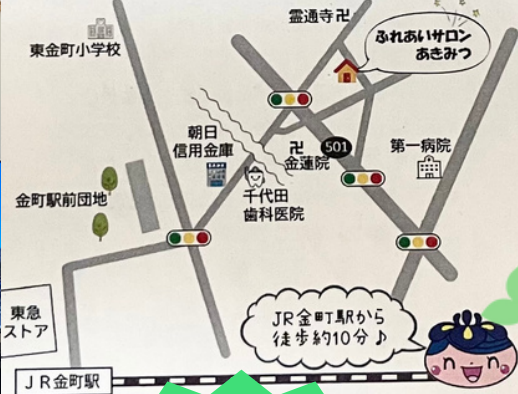 霊通寺卍
東金町小学校
ふれあいサロン
あきみつ
朝日
信用金庫
卍
金蓮院
501
第一病院
金町駅前団地
千代田
歯科医院
東急
ストア
JR金町駅から
徒歩約10分♪
JR金町駅